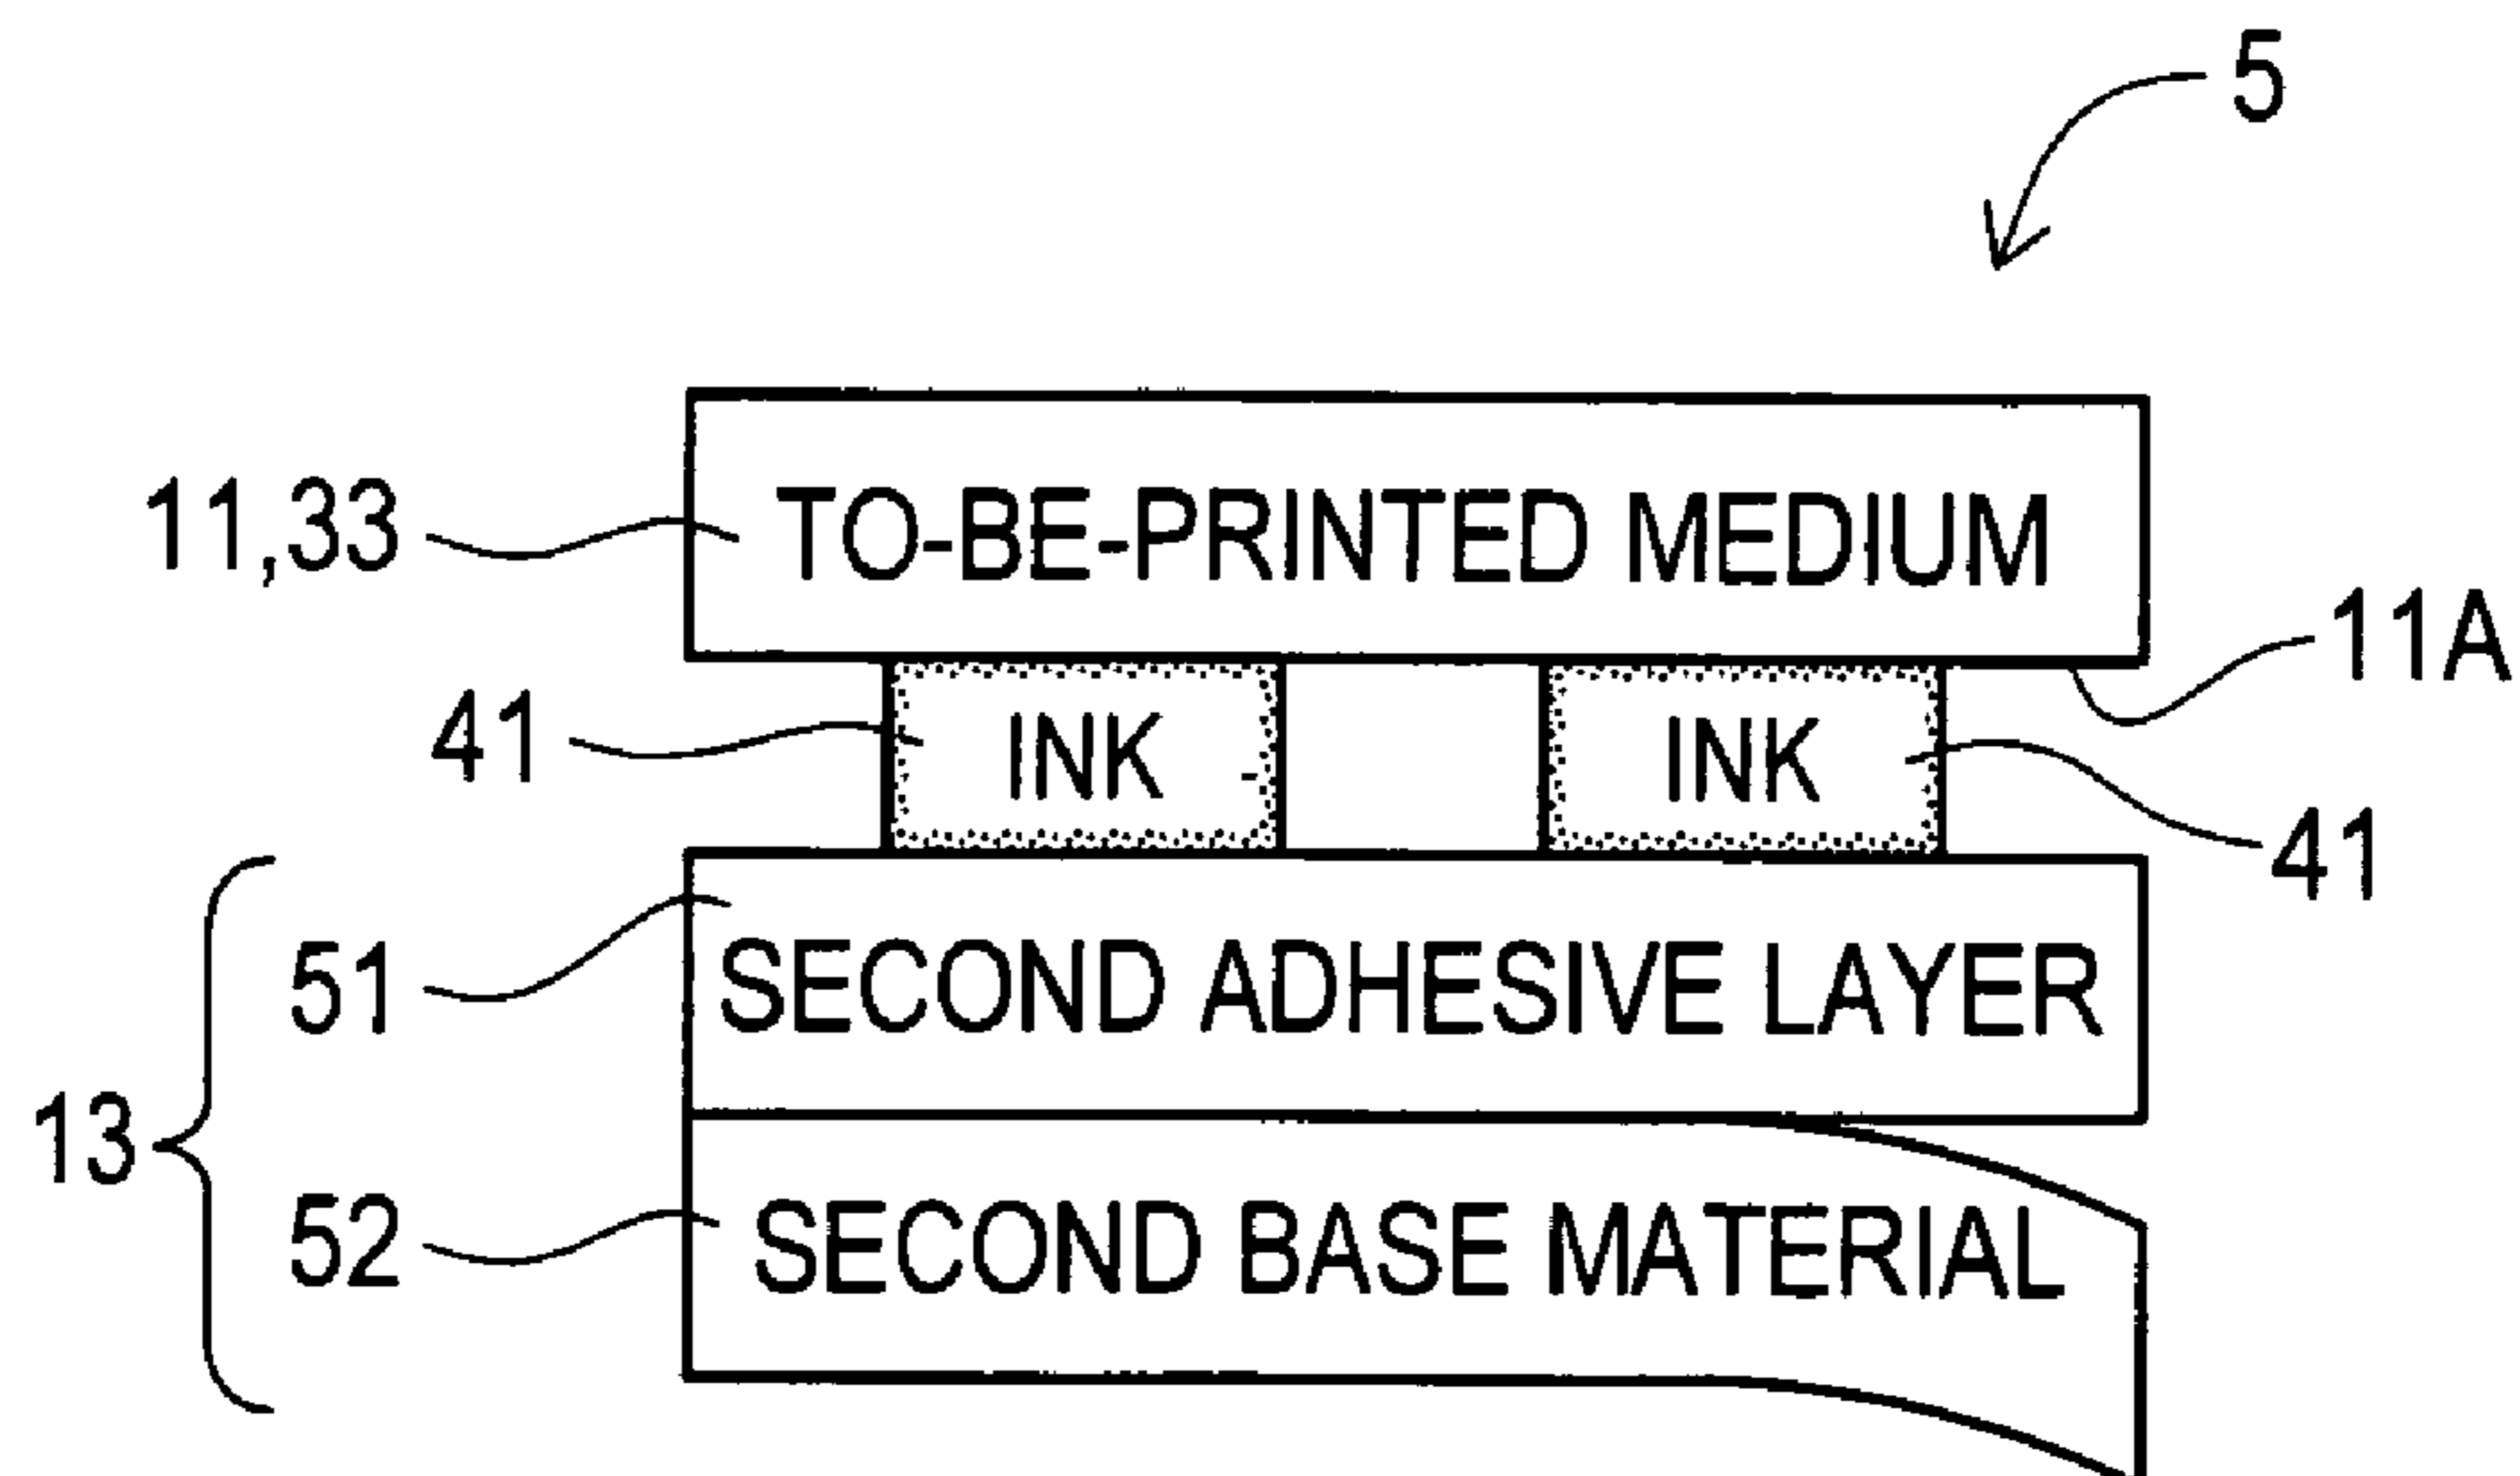 5
11,33
TO-BE-PRINTED MEDIUM
11A
41
INK
INK
41
51
SECOND ADHESIVE LAYER
13
52
SECOND BASE MATERIAL